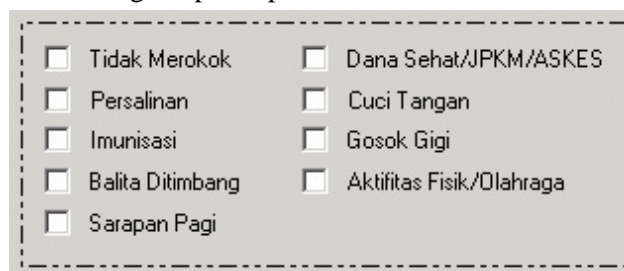 Tidak Merokok
Persalinan
Imunisasi
Balita Ditimbang
Sarapan Pagi
Dana Sehat/JPKM/ASKES
Cuci Tangan
Gosok Gigi
Aktifitas Fisik/Olahraga